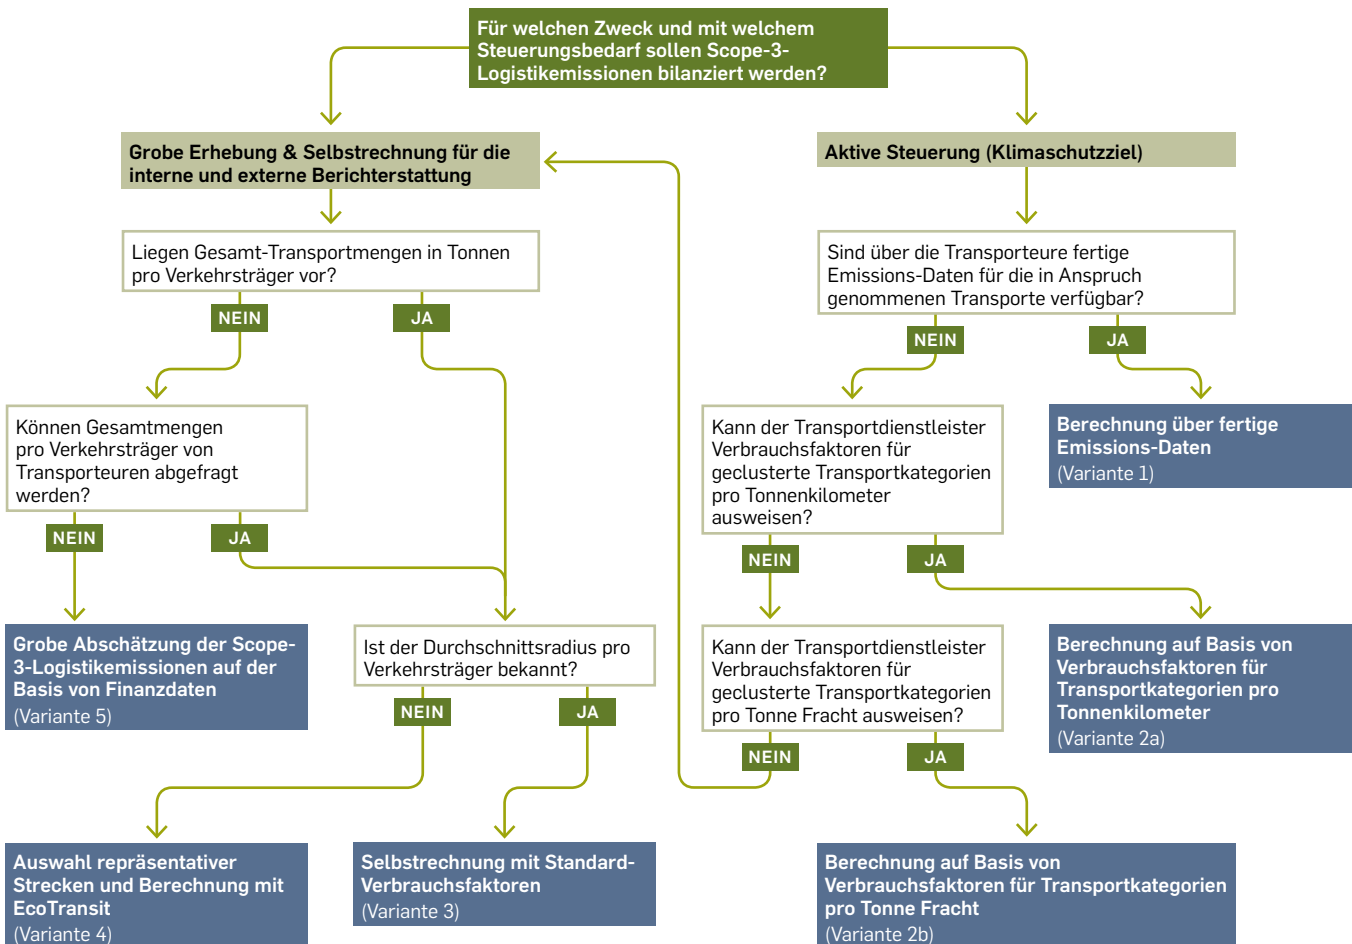 Für welchen Zweck und mit welchem
Steuerungsbedarf sollen Scope-3-
Logistikemissionen bilanziert werden?
Grobe Erhebung & Selbstrechnung für die
interne und externe Berichterstattung
Aktive Steuerung (Klimaschutzziel)
Liegen Gesamt-Transportmengen in Tonnen
pro Verkehrsträger vor?
NEIN
JA
Sind über die Transporteure fertige
Emissions-Daten für die in Anspruch
genommenen Transporte verfügbar?
NEIN
JA
Können Gesamtmengen
pro Verkehrsträger von
Transporteuren abgefragt
werden?
NEIN
JA
Kann der Transportdienstleister
Verbrauchsfaktoren für
geclusterte Transportkategorien
pro Tonnenkilometer
ausweisen?
NEIN
JA
Berechnung über fertige
Emissions-Daten
(Variante 1)
Grobe Abschätzung der Scope-
3-Logistikemissionen auf der
Basis von Finanzdaten
(Variante 5)
Ist der Durchschnittsradius pro
Verkehrsträger bekannt?
NEIN
JA
Kann der Transportdienstleister
Verbrauchsfaktoren für
geclusterte Transportkategorien
pro Tonne Fracht ausweisen?
NEIN
JA
Berechnung auf Basis von
Verbrauchsfaktoren für
Transportkategorien pro
Tonnenkilometer
(Variante 2a)
Auswahl repräsentativer
Strecken und Berechnung mit
EcoTransit
(Variante 4)
Selbstrechnung mit Standard-
Verbrauchsfaktoren
(Variante 3)
Berechnung auf Basis von
Verbrauchsfaktoren für Transportkategorien
pro Tonne Fracht
(Variante 2b)